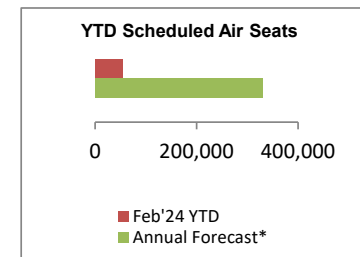 YTD Scheduled Air Seats
0 200,000 400,000
Feb'24 YTD
Annual Forecast*